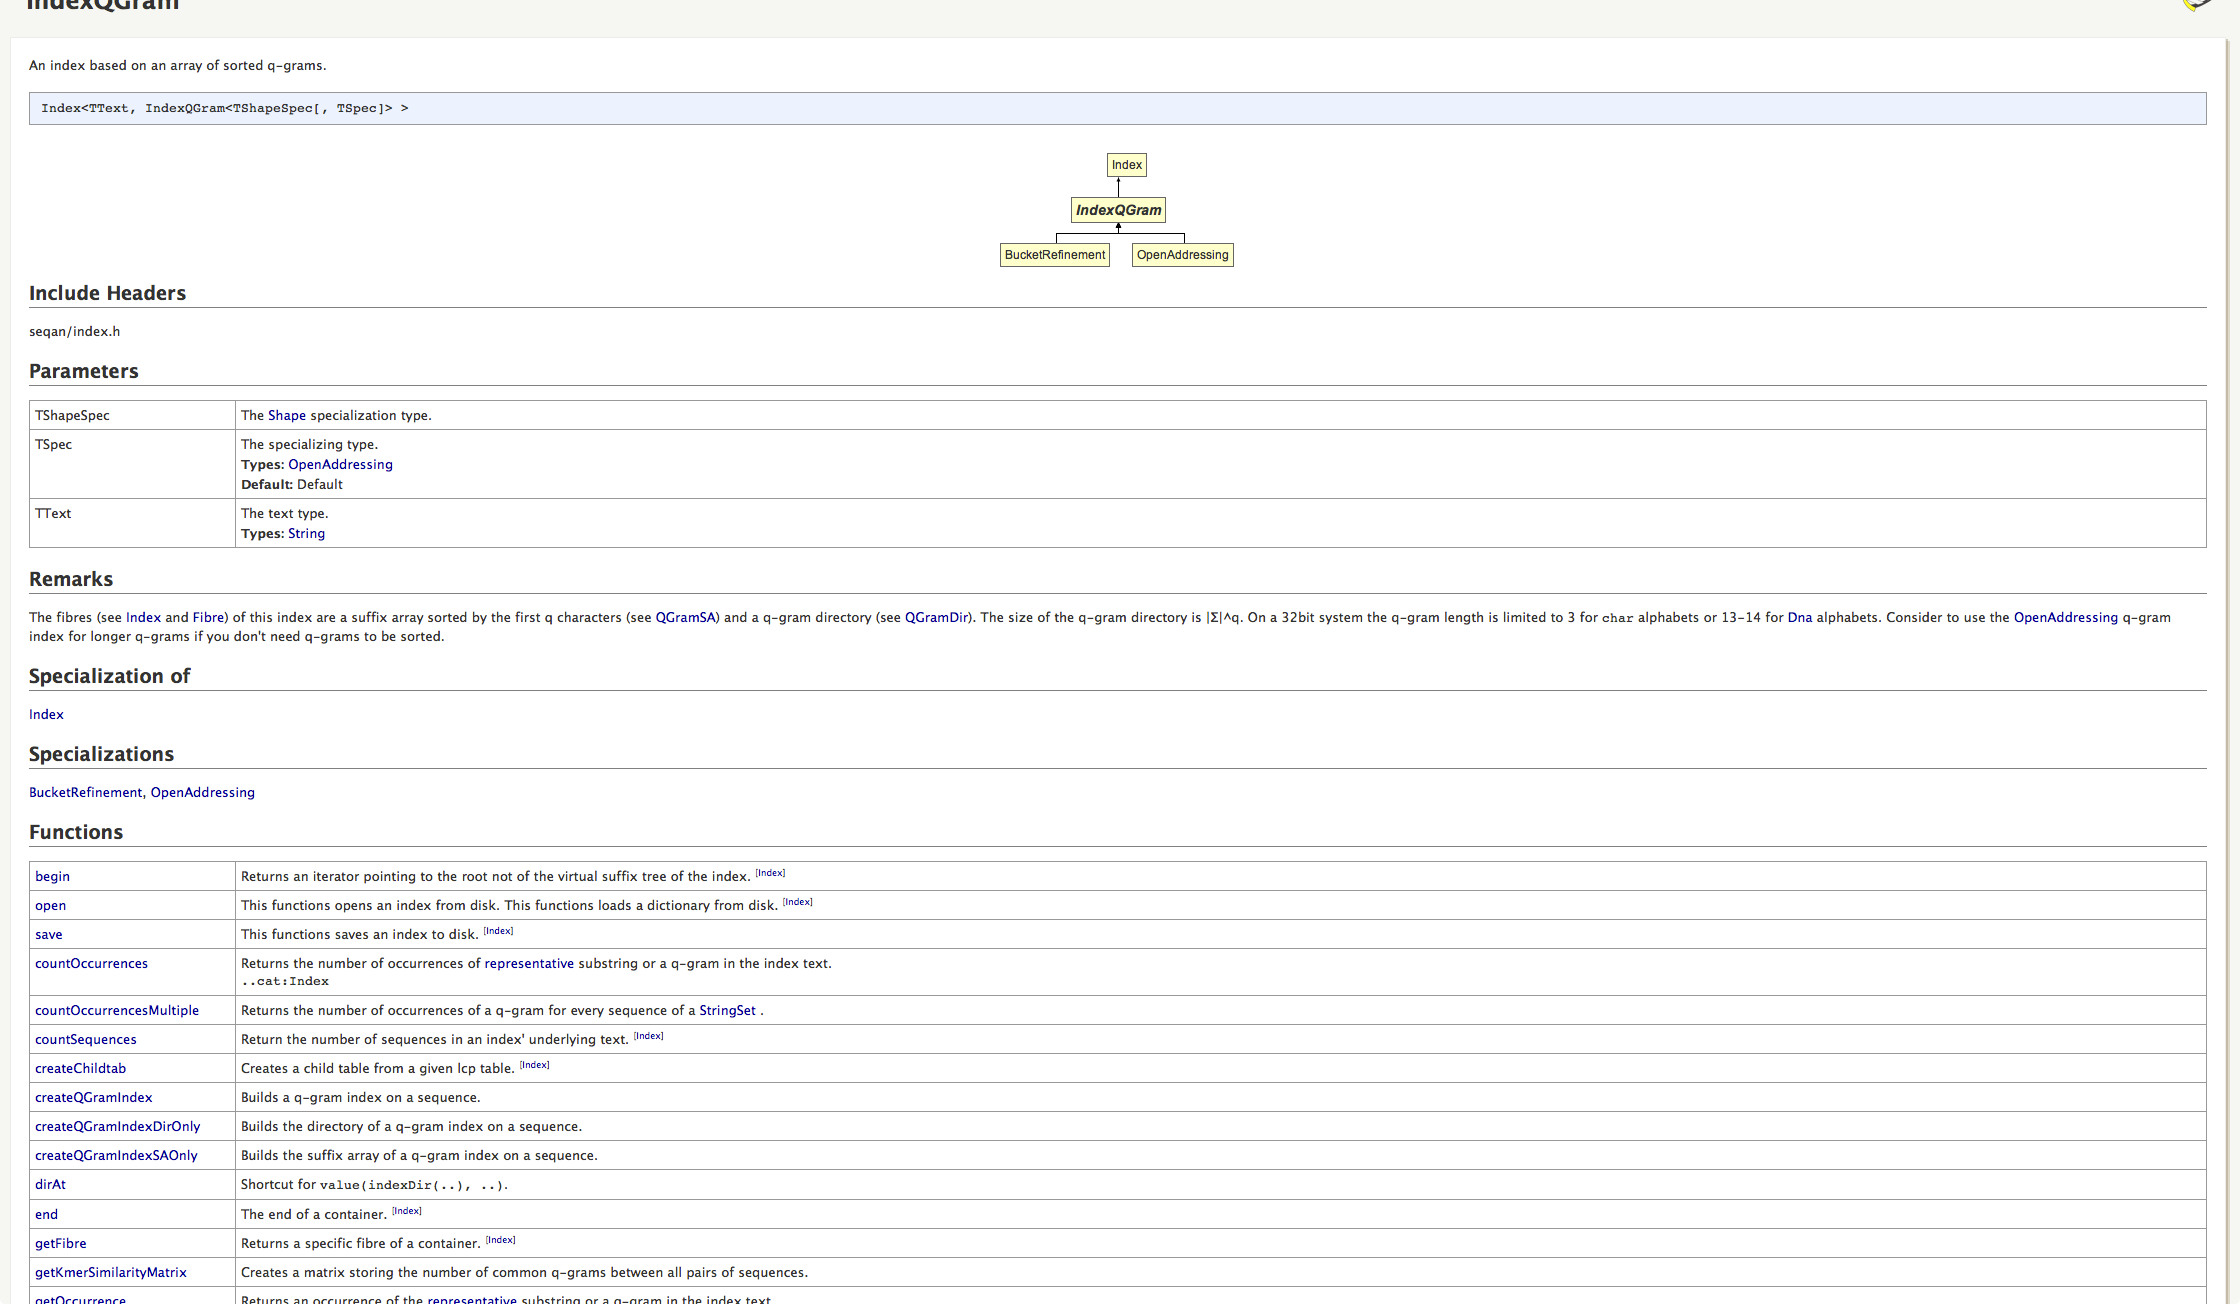 IndexQGram
An index based on an array of sorted q-grams.
Index<TText, IndexQGram<TShapeSpec[, TSpec]> >
Index
IndexQGram
BucketRefinement OpenAddressing
Include Headers
seqan/index.h
Parameters
TShapeSpec The Shape specialization type.
TSpec The specializing type.
Types: OpenAddressing
Default: Default
TText The text type.
Types: String
Remarks
The fibres (see Index and Fibre) of this index are a suffix array sorted by the first q characters (see QGramSA) and a q-gram directory (see QGramDir). The size of the q-gram directory is |Σ|^q. On a 32bit system the q-gram length is limited to 3 for char alphabets or 13-14 for Dna alphabets. Consider to use the OpenAddressing q-gram
index for longer q-grams if you don't need q-grams to be sorted.
Specialization of
Index
Specializations
BucketRefinement, OpenAddressing
Functions
begin Returns an iterator pointing to the root not of the virtual suffix tree of the index. [Index]
open This functions opens an index from disk. This functions loads a dictionary from disk. [Index]
save This functions saves an index to disk. [Index]
countOccurrences Returns the number of occurrences of representative substring or a q-gram in the index text.
..cat:Index
countOccurrencesMultiple Returns the number of occurrences of a q-gram for every sequence of a StringSet .
countSequences Return the number of sequences in an index' underlying text. [Index]
createChildtab Creates a child table from a given lcp table. [Index]
createQGramIndex Builds a q-gram index on a sequence.
createQGramIndexDirOnly Builds the directory of a q-gram index on a sequence.
createQGramIndexSAOnly Builds the suffix array of a q-gram index on a sequence.
dirAt Shortcut for value(indexDir(..), ..).
end The end of a container. [Index]
getFibre Returns a specific fibre of a container. [Index]
getKmerSimilarityMatrix Creates a matrix storing the number of common q-grams between all pairs of sequences.
getOccurrence Returns an occurrence of the representative substring or a q-gram in the index text.